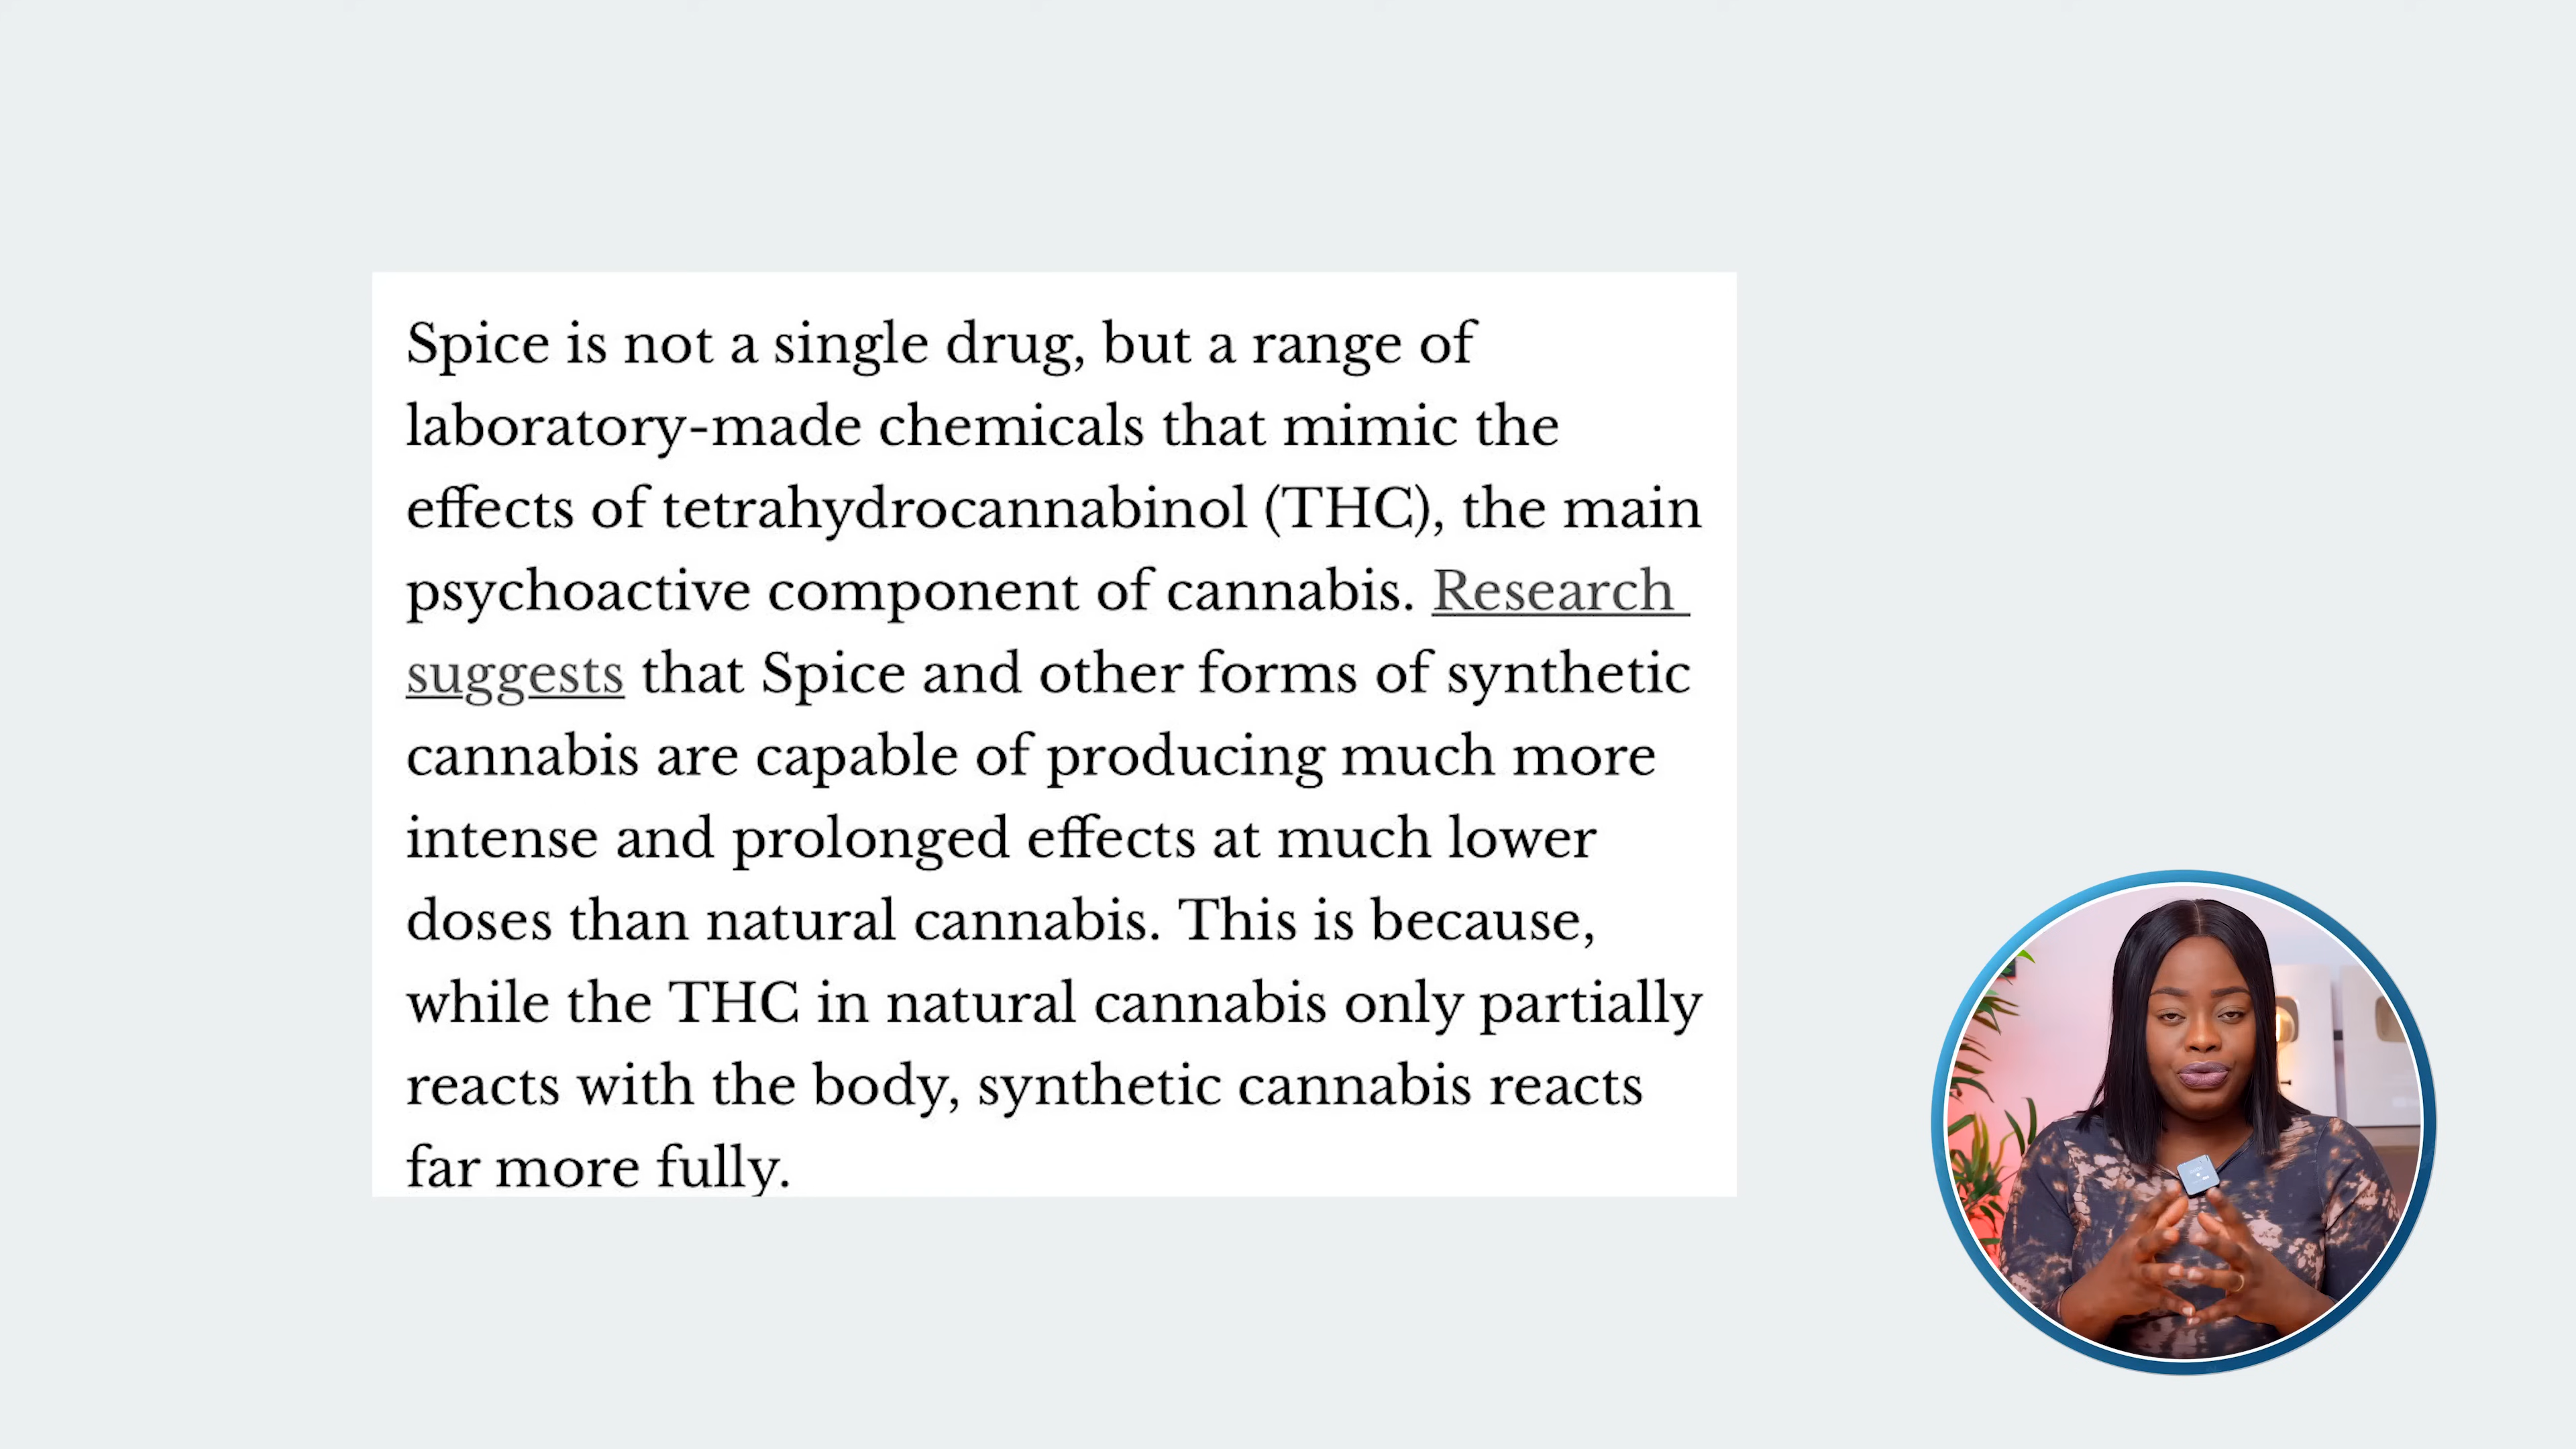 Spice is not a single drug, but a range of
laboratory-made chemicals that mimic the
effects of tetrahydrocannabinol (THC), the main
psychoactive component of cannabis. Research
suggests that Spice and other forms of synthetic
cannabis are capable of producing much more
intense and prolonged effects at much lower
doses than natural cannabis. This is because,
while the THC in natural cannabis only partially
reacts with the body, synthetic cannabis reacts
far more fully.